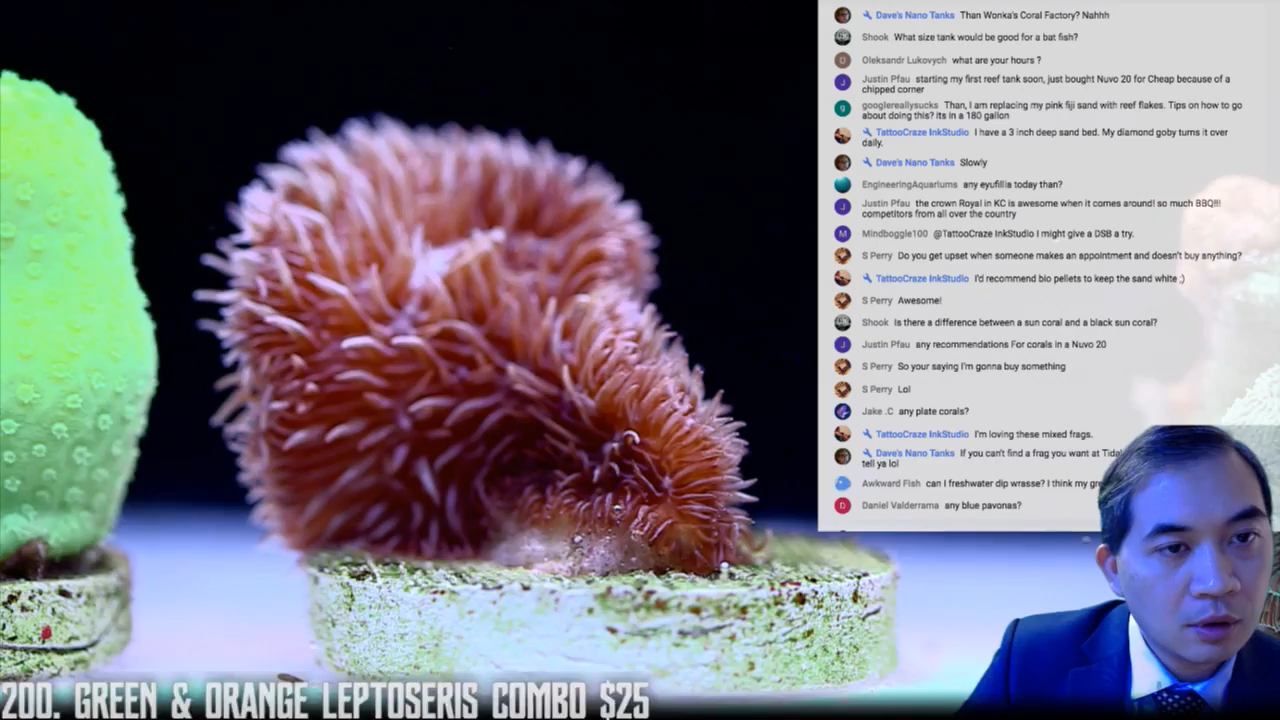 Dave's Nano Tanks Than Wonka's Coral Factory? Nahhh
Shook What size tank would be good for a bat fish?
D
Oleksandr Lukovych what are your hours ?
J
Justin Pfau starting my first reef tank soon, just bought Nuvo 20 for Cheap because of a
chipped corner
g
googlereallysucks Than, I am replacing my pink fiji sand with reef flakes. Tips on how to go
about doing this? its in a 180 gallon
TattooCraze InkStudio I have a 3 inch deep sand bed. My diamond goby turns it over
daily.
Dave's Nano Tanks Slowly
EngineeringAquariums any eyufillia today than?
J
Justin Pfau the crown Royal in KC is awesome when it comes around! so much BBQ!!!
competitors from all over the country
M
Mindboggle100 @TattooCraze InkStudio I might give a DSB a try.
S Perry Do you get upset when someone makes an appointment and doesn't buy anything?
TattooCraze InkStudio I'd recommend bio pellets to keep the sand white ;)
S Perry Awesome!
Shook Is there a difference between a sun coral and a black sun coral?
J
Justin Pfau any recommendations For corals in a Nuvo 20
S Perry So your saying I'm gonna buy something
S Perry Lol
Jake .C any plate corals?
TattooCraze InkStudio I'm loving these mixed frags.
Dave's Nano Tanks If you can't find a frag you want at
tell ya lol
Awkward Fish can I freshwater dip wrasse? I think my
D
Daniel Valderrama any blue pavonas?
200. GREEN & ORANGE LEPTOSERIS COMBO $25